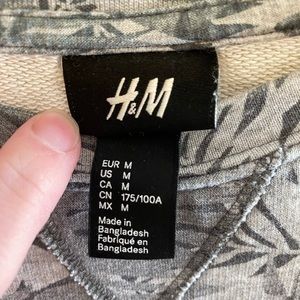 H&M
EUR M
US M
CA M
CN 175/100A
MX M
Made in
Bangladesh
Fabriqué en
Bangladesh